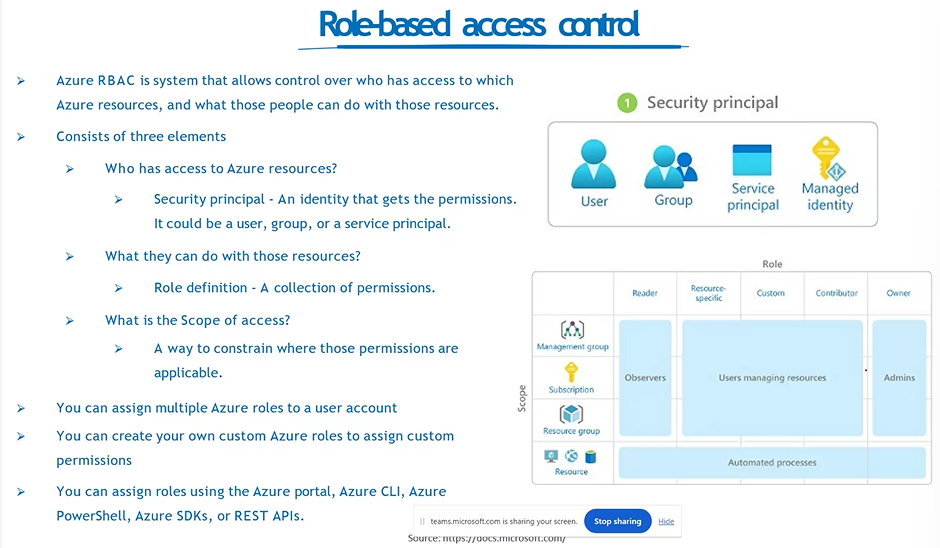 Role-based access control
Azure RBAC is system that allows control over who has access to which
Azure resources, and what those people can do with those resources.
Consists of three elements
Who has access to Azure resources?
Security principal - An identity that gets the permissions.
It could be a user, group, or a service principal.
What they can do with those resources?
Role definition - A collection of permissions.
What is the Scope of access?
A way to constrain where those permissions are
applicable.
You can assign multiple Azure roles to a user account
You can create your own custom Azure roles to assign custom
permissions
You can assign roles using the Azure portal, Azure CLI, Azure
PowerShell, Azure SDKs, or REST APIs.
1 Security principal
User
Group
Service
principal
Managed
identity
Role
Reader
Resource-
specific
Custom
Contributor
Owner
Scope
Management group
Subscription
Resource group
Resource
Observers
Users managing resources
Admins
Automated processes
teams.microsoft.com is sharing your screen.
Stop sharing
Hide
Source: https://docs.microsoft.com/